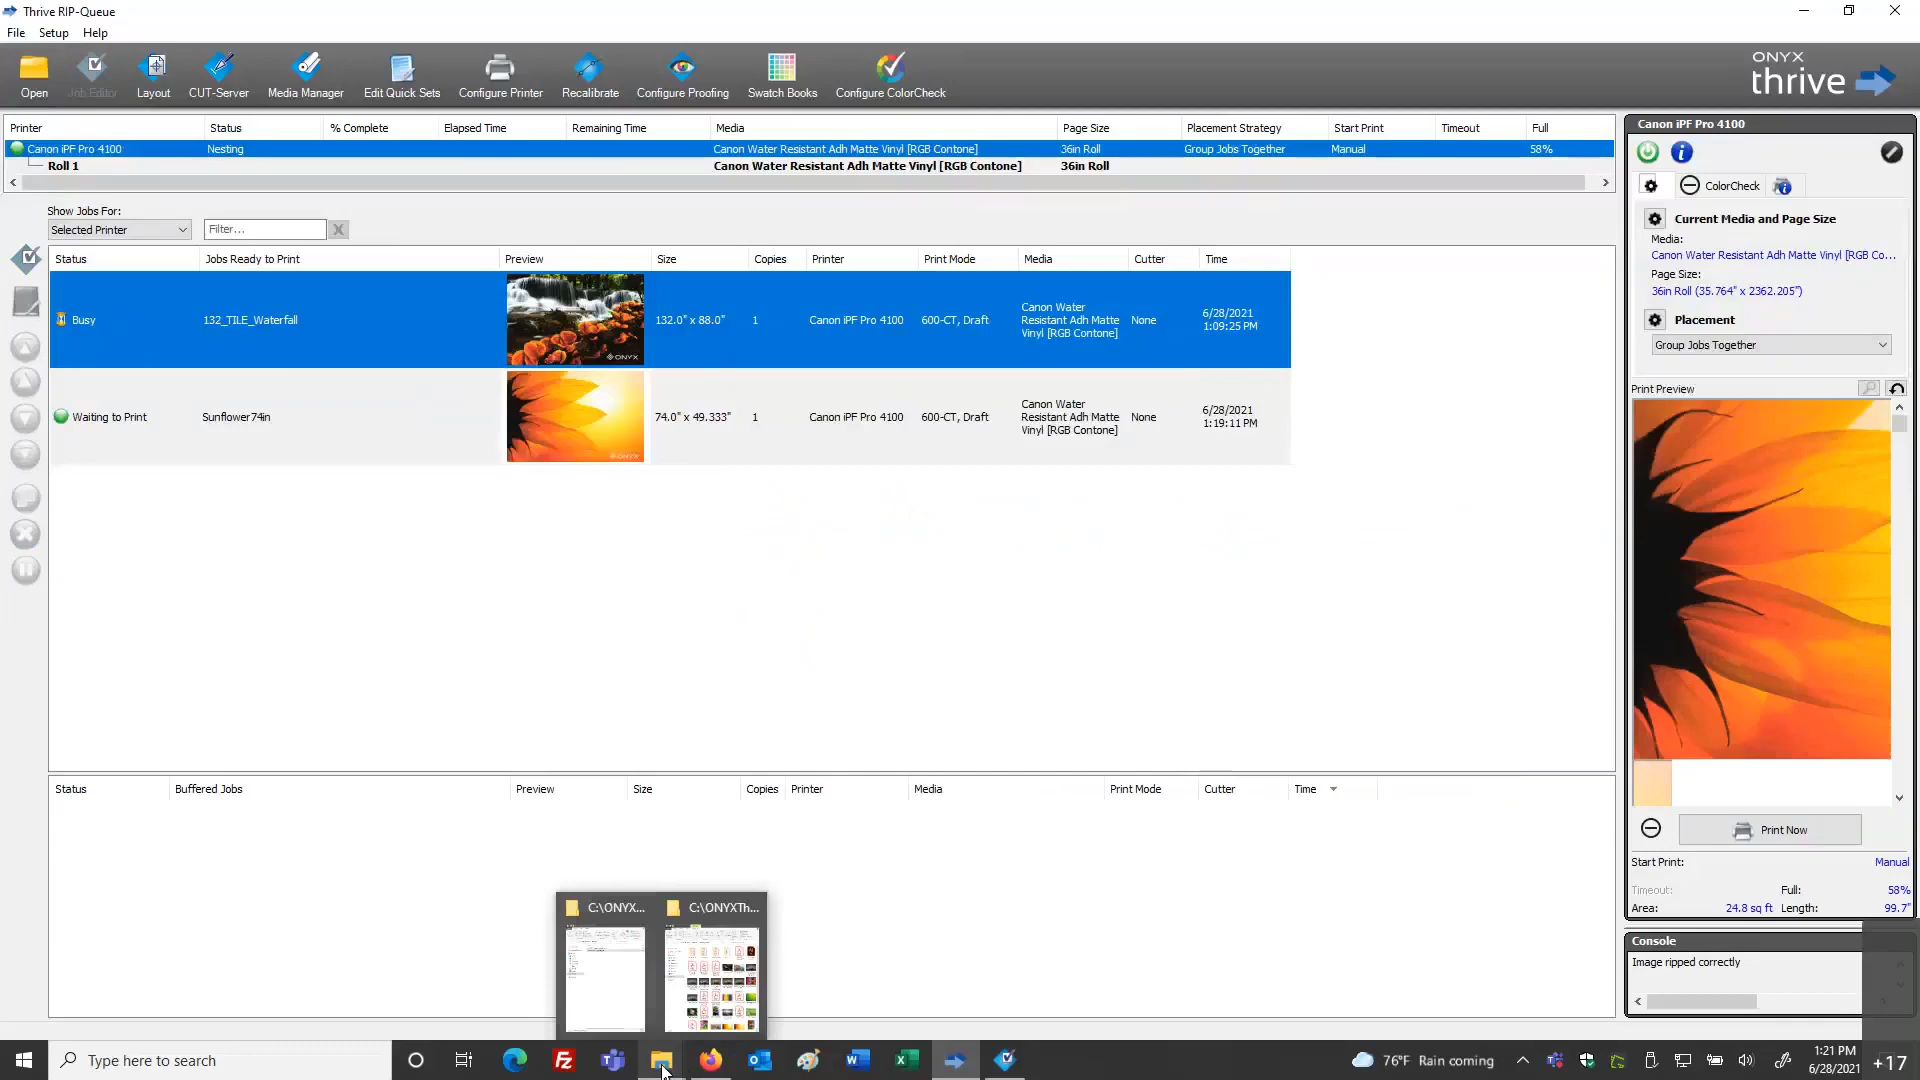 Thrive RIP-Queue
File Setup Help
Open Job Editor Layout CUT-Server Media Manager Edit Quick Sets Configure Printer Recalibrate Configure Proofing Swatch Books Configure ColorCheck
ONYX
thrive
Printer Status % Complete Elapsed Time Remaining Time Media Page Size Placement Strategy Start Print Timeout Full
Canon iPF Pro 4100 Nesting Canon Water Resistant Adh Matte Vinyl [RGB Contone] 36in Roll Group Jobs Together Manual 58%
Roll 1 Canon Water Resistant Adh Matte Vinyl [RGB Contone] 36in Roll
Show Jobs For:
Selected Printer Filter... X
Status Jobs Ready to Print Preview Size Copies Printer Print Mode Media Cutter Time
Busy 132_TILE_Waterfall ONYX 132.0" x 88.0" 1 Canon iPF Pro 4100 600-CT, Draft Canon Water Resistant Adh Matte Vinyl [RGB Contone] None 6/28/2021 1:09:25 PM
Waiting to Print Sunflower74in ONYX 74.0" x 49.333" 1 Canon iPF Pro 4100 600-CT, Draft Canon Water Resistant Adh Matte Vinyl [RGB Contone] None 6/28/2021 1:19:11 PM
Status Buffered Jobs Preview Size Copies Printer Media Print Mode Cutter Time
C:\ONYX... C:\ONYXTh...
Canon iPF Pro 4100
ColorCheck
Current Media and Page Size
Media:
Canon Water Resistant Adh Matte Vinyl [RGB Co...
Page Size:
36in Roll (35.764" x 2362.205")
Placement
Group Jobs Together
Print Preview
Print Now
Start Print: Manual
Timeout: Full: 58%
Area: 24.8 sq ft Length: 99.7"
Console
Image ripped correctly
Type here to search
76°F Rain coming
1:21 PM
6/28/2021
+17